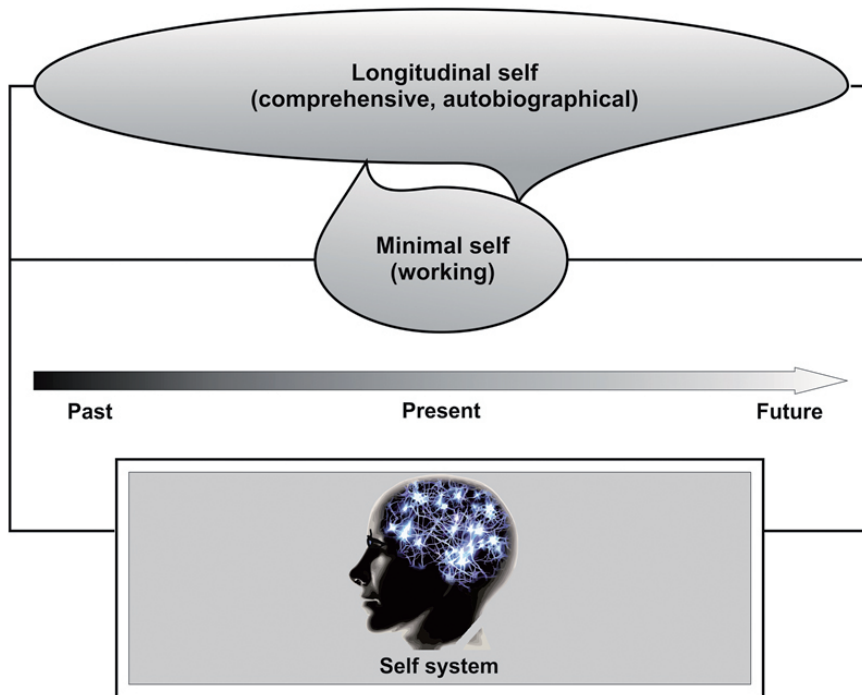 Longitudinal self
(comprehensive, autobiographical)
Minimal self
(working)
Past
Present
Future
Self system